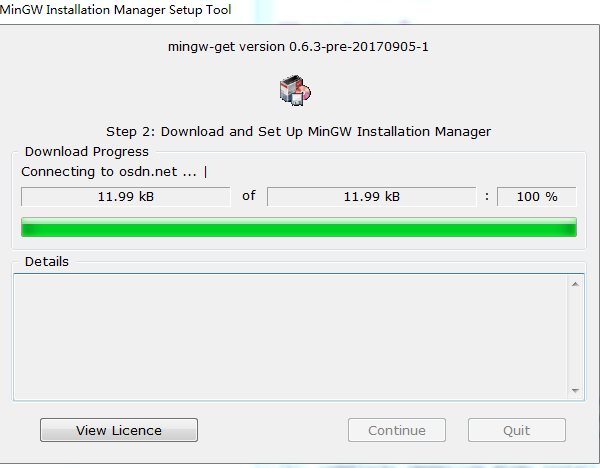 MinGW Installation Manager Setup Tool
mingw-get version 0.6.3-pre-20170905-1
Step 2: Download and Set Up MinGW Installation Manager
Download Progress
Connecting to osdn.net ... |
11.99 kB of 11.99 kB : 100 %
Details
View Licence Continue Quit